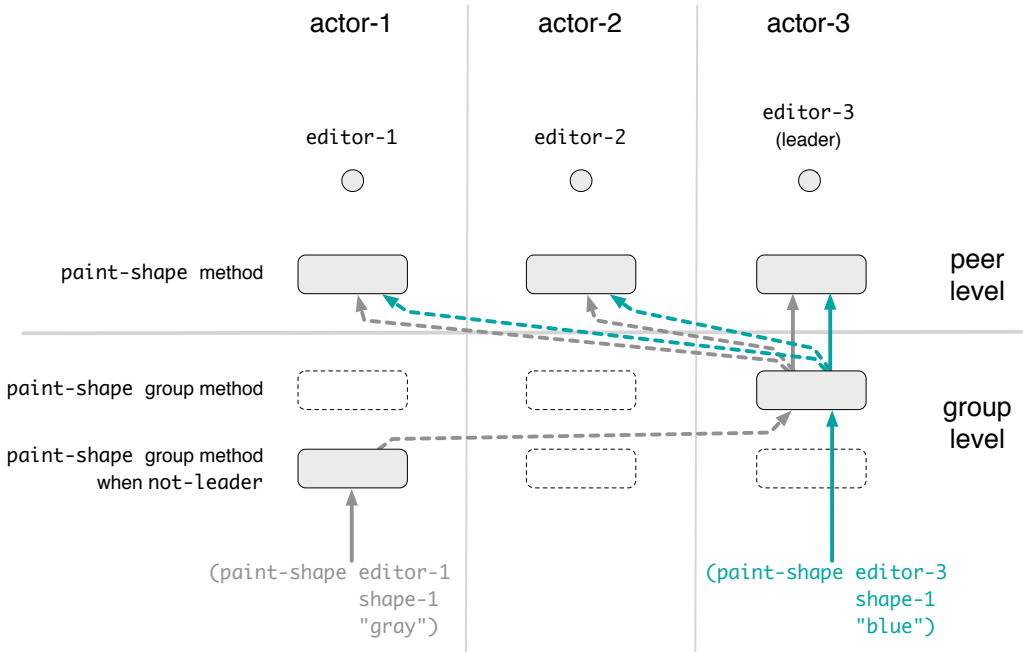 actor-1
actor-2
actor-3
editor-1
editor-2
editor-3
(leader)
paint-shape method
peer
level
paint-shape group method
group
level
paint-shape group method
when not-leader
(paint-shape editor-1
shape-1
"gray")
(paint-shape editor-3
shape-1
"blue")